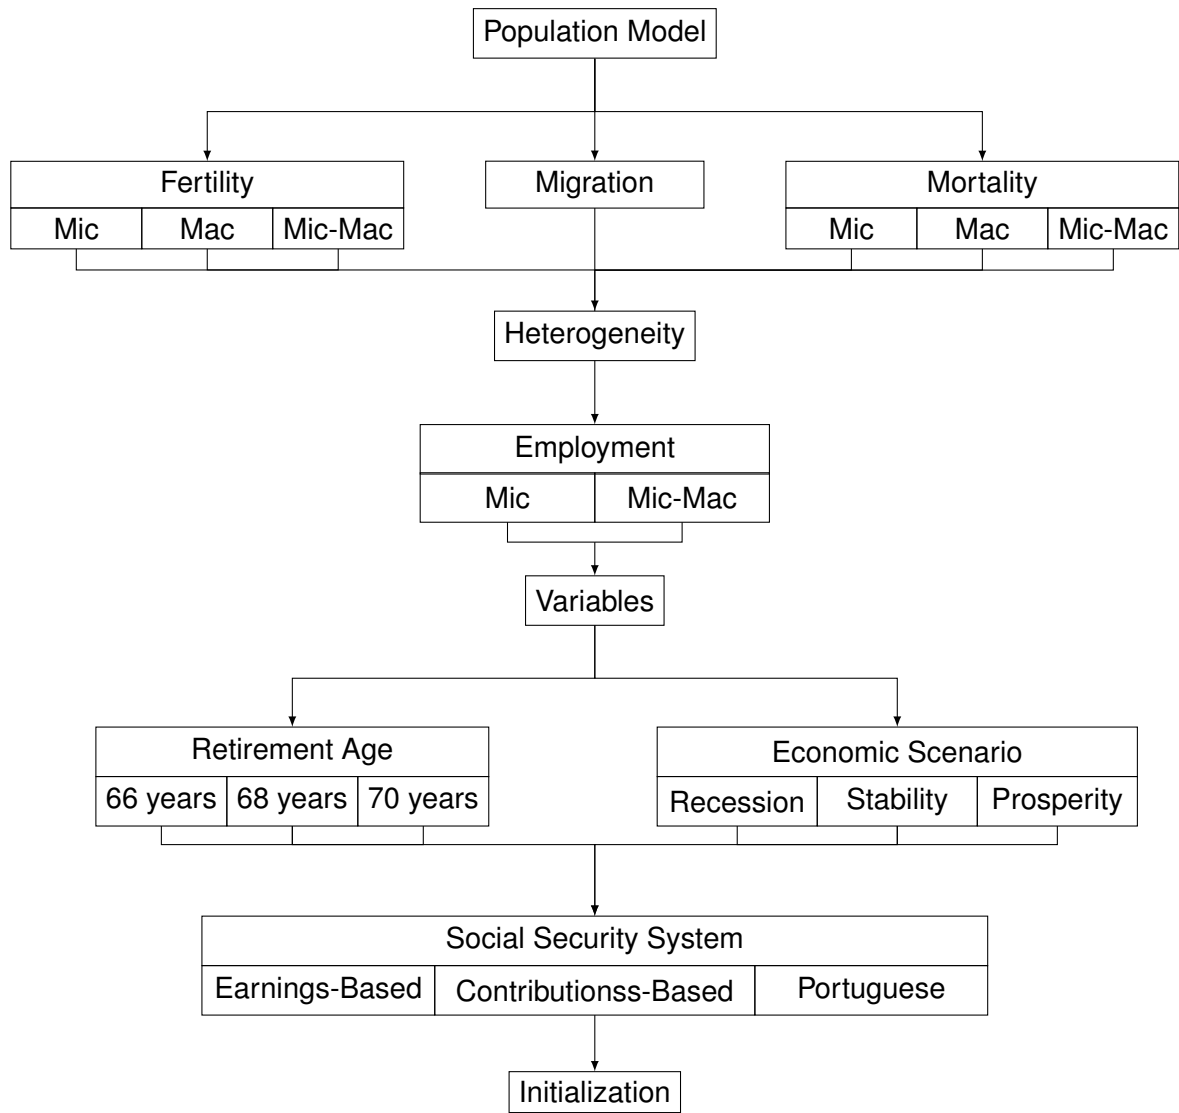 Population Model
Fertility
Migration
Mortality
Mic Mac Mic-Mac
Mic Mac Mic-Mac
Heterogeneity
Employment
Mic Mic-Mac
Variables
Retirement Age
Economic Scenario
66 years 68 years 70 years
Recession Stability Prosperity
Social Security System
Earnings-Based Contributionss-Based Portuguese
Initialization